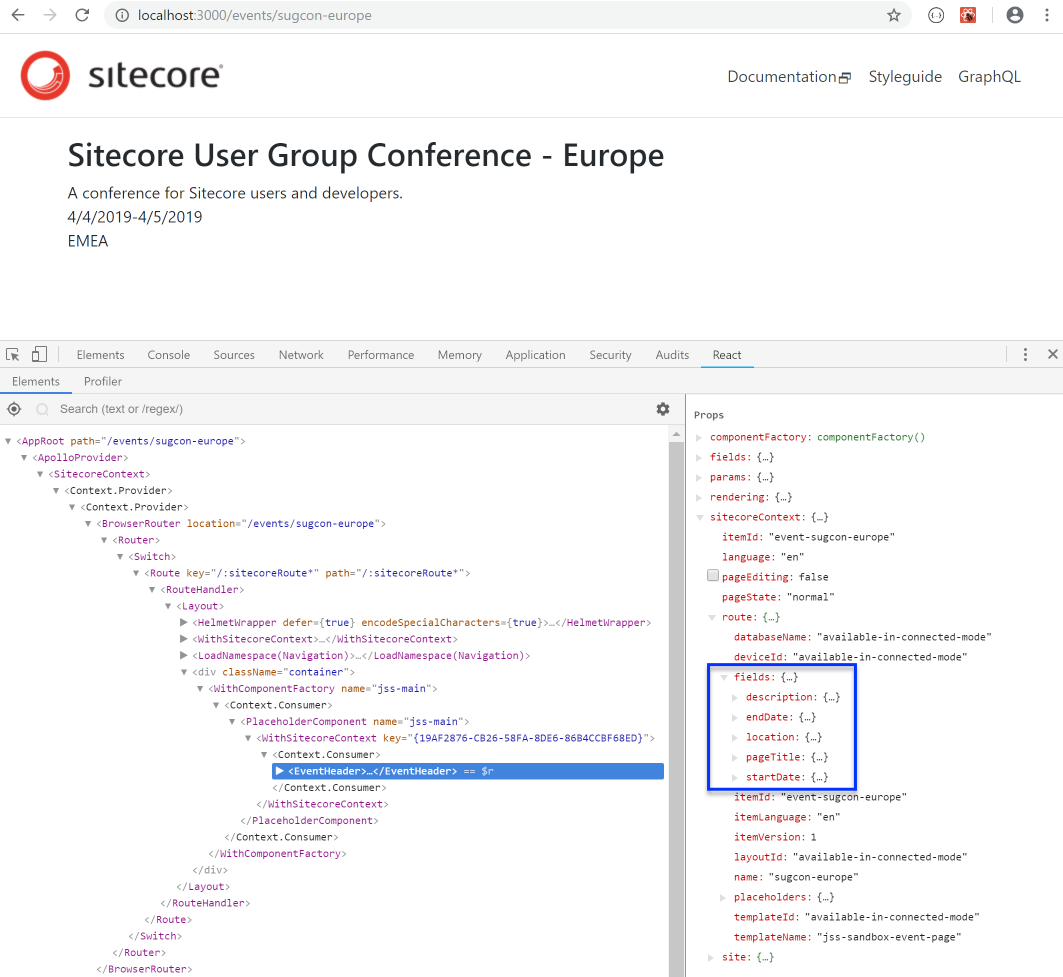 localhost:3000/events/sugcon-europe
sitecore
Documentation Styleguide GraphQL
Sitecore User Group Conference - Europe
A conference for Sitecore users and developers.
4/4/2019-4/5/2019
EMEA
Elements Console Sources Network Performance Memory Application Security Audits React
Elements Profiler
Search (text or /regex/)
<AppRoot path="/events/sugcon-europe">
<ApolloProvider>
<SitecoreContext>
<Context.Provider>
<Context.Provider>
<BrowserRouter location="/events/sugcon-europe">
<Router>
<Switch>
<Route key="/:sitecoreRoute*" path="/:sitecoreRoute*">
<RouteHandler>
<Layout>
<HelmetWrapper defer={true} encodeSpecialCharacters={true}>…</HelmetWrapper>
<WithSitecoreContext>…</WithSitecoreContext>
<LoadNamespace(Navigation)>…</LoadNamespace(Navigation)>
<div className="container">
<WithComponentFactory name="jss-main">
<Context.Consumer>
<PlaceholderComponent name="jss-main">
<WithSitecoreContext key="{19AF2876-CB26-58FA-8DE6-86B4CCBF68ED}">
<Context.Consumer>
<EventHeader>…</EventHeader> == $r
</Context.Consumer>
</WithSitecoreContext>
</PlaceholderComponent>
</Context.Consumer>
</WithComponentFactory>
</div>
</Layout>
</RouteHandler>
</Route>
</Switch>
</Router>
</BrowserRouter>
Props
componentFactory: componentFactory()
fields: {…}
params: {…}
rendering: {…}
sitecoreContext: {…}
itemId: "event-sugcon-europe"
language: "en"
pageEditing: false
pageState: "normal"
route: {…}
databaseName: "available-in-connected-mode"
deviceId: "available-in-connected-mode"
fields: {…}
description: {…}
endDate: {…}
location: {…}
pageTitle: {…}
startDate: {…}
itemId: "event-sugcon-europe"
itemLanguage: "en"
itemVersion: 1
layoutId: "available-in-connected-mode"
name: "sugcon-europe"
placeholders: {…}
templateId: "available-in-connected-mode"
templateName: "jss-sandbox-event-page"
site: {…}